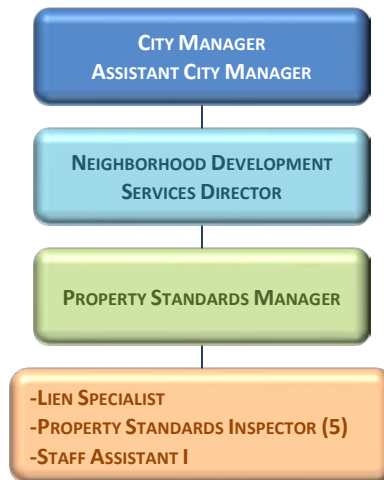 CITY MANAGER
ASSISTANT CITY MANAGER
NEIGHBORHOOD DEVELOPMENT
SERVICES DIRECTOR
PROPERTY STANDARDS MANAGER
-LIEN SPECIALIST
-PROPERTY STANDARDS INSPECTOR (5)
-STAFF ASSISTANT I